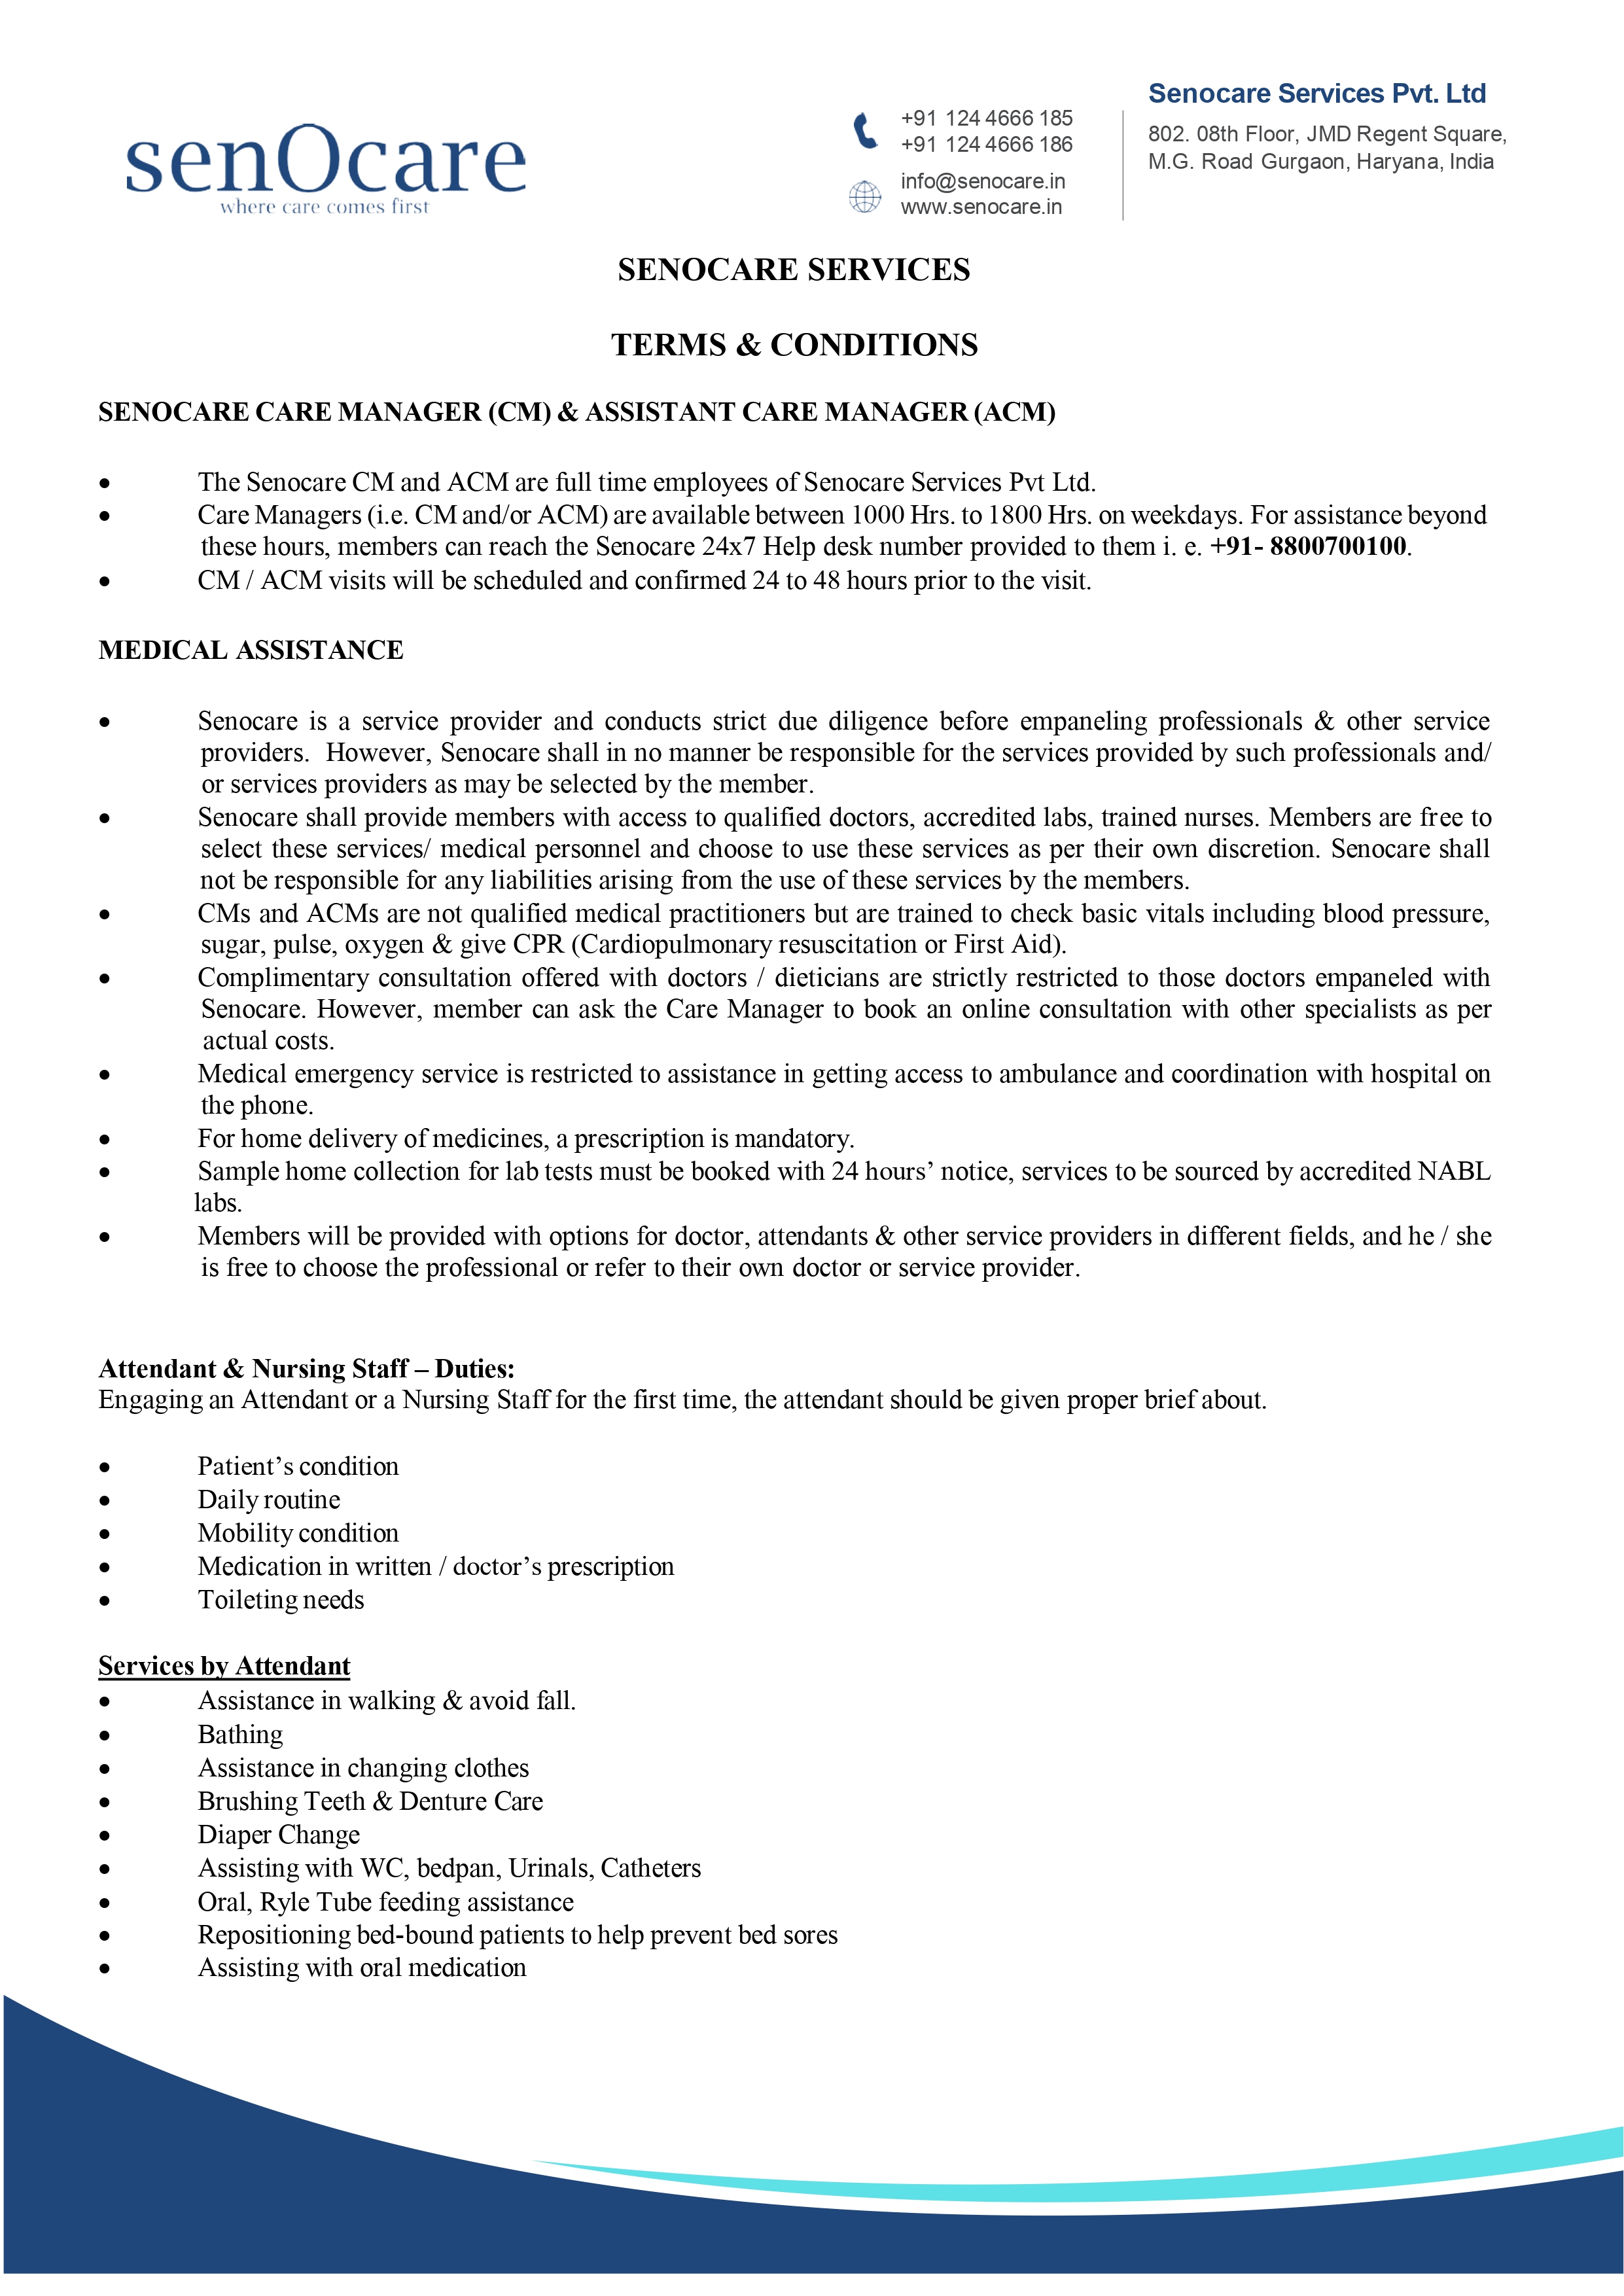 senOcare
where care comes first
+91 124 4666 185
+91 124 4666 186
info@senocare.in
www.senocare.in
Senocare Services Pvt. Ltd
802. 08th Floor, JMD Regent Square,
M.G. Road Gurgaon, Haryana, India
SENOCARE SERVICES
TERMS & CONDITIONS
SENOCARE CARE MANAGER (CM) & ASSISTANT CARE MANAGER (ACM)
• The Senocare CM and ACM are full time employees of Senocare Services Pvt Ltd.
• Care Managers (i.e. CM and/or ACM) are available between 1000 Hrs. to 1800 Hrs. on weekdays. For assistance beyond
these hours, members can reach the Senocare 24x7 Help desk number provided to them i. e. +91- 8800700100.
• CM / ACM visits will be scheduled and confirmed 24 to 48 hours prior to the visit.
MEDICAL ASSISTANCE
• Senocare is a service provider and conducts strict due diligence before empaneling professionals & other service
providers. However, Senocare shall in no manner be responsible for the services provided by such professionals and/
or services providers as may be selected by the member.
• Senocare shall provide members with access to qualified doctors, accredited labs, trained nurses. Members are free to
select these services/ medical personnel and choose to use these services as per their own discretion. Senocare shall
not be responsible for any liabilities arising from the use of these services by the members.
• CMs and ACMs are not qualified medical practitioners but are trained to check basic vitals including blood pressure,
sugar, pulse, oxygen & give CPR (Cardiopulmonary resuscitation or First Aid).
• Complimentary consultation offered with doctors / dieticians are strictly restricted to those doctors empaneled with
Senocare. However, member can ask the Care Manager to book an online consultation with other specialists as per
actual costs.
• Medical emergency service is restricted to assistance in getting access to ambulance and coordination with hospital on
the phone.
• For home delivery of medicines, a prescription is mandatory.
• Sample home collection for lab tests must be booked with 24 hours’ notice, services to be sourced by accredited NABL
labs.
• Members will be provided with options for doctor, attendants & other service providers in different fields, and he / she
is free to choose the professional or refer to their own doctor or service provider.
Attendant & Nursing Staff – Duties:
Engaging an Attendant or a Nursing Staff for the first time, the attendant should be given proper brief about.
• Patient’s condition
• Daily routine
• Mobility condition
• Medication in written / doctor’s prescription
• Toileting needs
Services by Attendant
• Assistance in walking & avoid fall.
• Bathing
• Assistance in changing clothes
• Brushing Teeth & Denture Care
• Diaper Change
• Assisting with WC, bedpan, Urinals, Catheters
• Oral, Ryle Tube feeding assistance
• Repositioning bed-bound patients to help prevent bed sores
• Assisting with oral medication